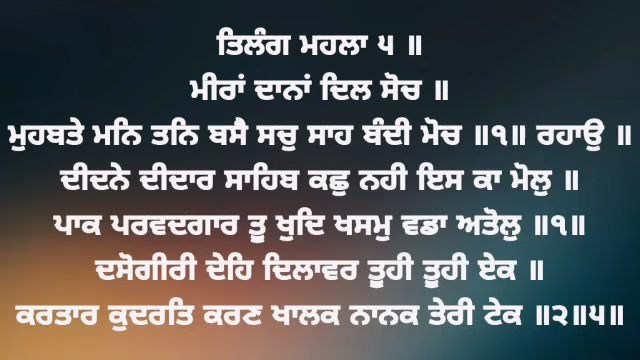 ਤਿਲੰਗ ਮਹਲਾ ੫ ॥
ਮੀਰਾਂ ਦਾਨਾਂ ਦਿਲ ਸੋਚ ॥
ਮੁਹਬਤੇ ਮਨਿ ਤਨਿ ਬਸੈ ਸਚੁ ਸਾਹ ਬੰਦੀ ਮੋਚ ॥੧॥ ਰਹਾਉ ॥
ਦੀਦਨੇ ਦੀਦਾਰ ਸਾਹਿਬ ਕਛੁ ਨਹੀ ਇਸ ਕਾ ਮੋਲੁ ॥
ਪਾਕ ਪਰਵਦਗਾਰ ਤੂ ਖੁਦਿ ਖਸਮੁ ਵਡਾ ਅਤੋਲੁ ॥੧॥
ਦਸੋਗੀਰੀ ਦੇਹਿ ਦਿਲਾਵਰ ਤੂਹੀ ਤੂਹੀ ਏਕ ॥
ਕਰਤਾਰ ਕੁਦਰਤਿ ਕਰਣ ਖਾਲਕ ਨਾਨਕ ਤੇਰੀ ਟੇਕ ॥੨॥੫॥